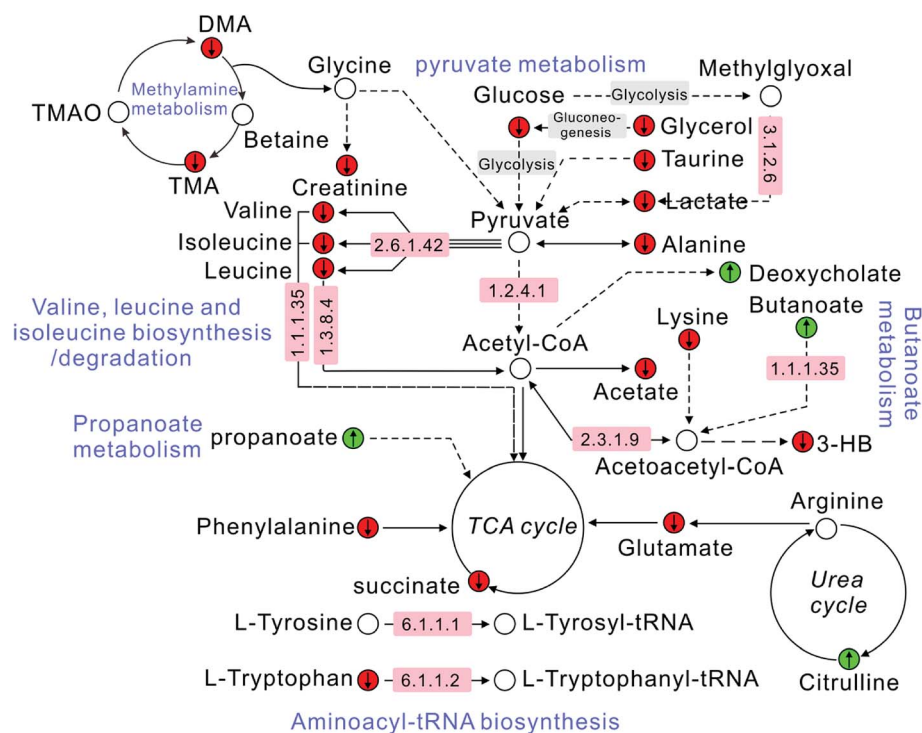 DMA
Glycine
pyruvate metabolism
Methylglyoxal
Methylamine
metabolism
TMAO
Glucose
Glycolysis
Betaine
Gluconeo-
genesis
Glycerol
3.1.2.6
Glycolysis
Taurine
TMA
Creatinine
Valine
Pyruvate
Lactate
Isoleucine
2.6.1.42
Alanine
Leucine
1.2.4.1
Deoxycholate
Valine, leucine and
isoleucine biosynthesis
/degradation
1.1.1.35
1.3.8.4
Lysine
Butanoate
Butanoate
metabolism
Acetyl-CoA
1.1.1.35
Acetate
Propanoate
metabolism
propanoate
2.3.1.9
3-HB
Acetoacetyl-CoA
Arginine
Phenylalanine
TCA cycle
Glutamate
Urea
cycle
succinate
L-Tyrosine
6.1.1.1
L-Tyrosyl-tRNA
L-Tryptophan
6.1.1.2
L-Tryptophanyl-tRNA
Citrulline
Aminoacyl-tRNA biosynthesis